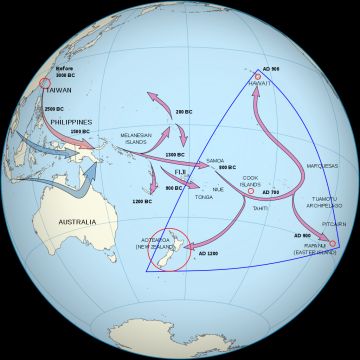 Before
3000 BC
TAIWAN
2500 BC
PHILIPPINES
1500 BC
MELANESIAN
ISLANDS
200 BC
1300 BC
FIJI
900 BC
1200 BC
SAMOA
800 BC
NIUE
TONGA
COOK
ISLANDS
AD 700
TAHITI
AD 900
HAWAI'I
MARQUESAS
TUAMOTU
ARCHIPELAGO
PITCAIRN
AD 900
RAPA NUI
(EASTER ISLAND)
AUSTRALIA
AOTEAROA
(NEW ZEALAND)
AD 1200